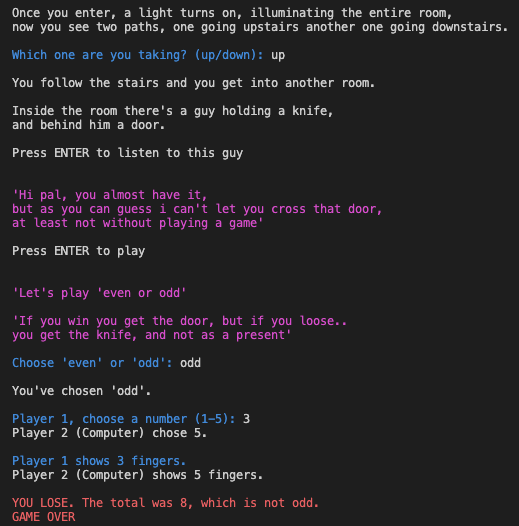 Once you enter, a light turns on, illuminating the entire room,
now you see two paths, one going upstairs another one going downstairs.
Which one are you taking? (up/down): up
You follow the stairs and you get into another room.
Inside the room there's a guy holding a knife,
and behind him a door.
Press ENTER to listen to this guy
'Hi pal, you almost have it,
but as you can guess i can't let you cross that door,
at least not without playing a game'
Press ENTER to play
'Let's play 'even or odd'
'If you win you get the door, but if you loose..
you get the knife, and not as a present'
Choose 'even' or 'odd': odd
You've chosen 'odd'.
Player 1, choose a number (1-5): 3
Player 2 (Computer) chose 5.
Player 1 shows 3 fingers.
Player 2 (Computer) shows 5 fingers.
YOU LOSE. The total was 8, which is not odd.
GAME OVER